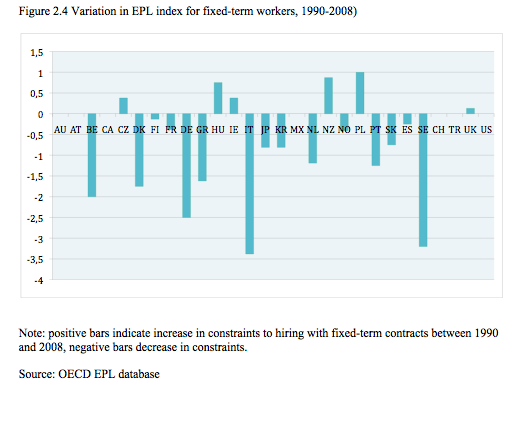 Figure 2.4 Variation in EPL index for fixed-term workers, 1990-2008)
1,5
1
0,5
0
-0,5
-1
-1,5
-2
-2,5
-3
-3,5
-4
AU AT BE CA CZ DK FI FR DE GR HU IE IT JP KR MX NL NZ NO PL PT SK ES SE CH TR UK US
Note: positive bars indicate increase in constraints to hiring with fixed-term contracts between 1990
and 2008, negative bars decrease in constraints.
Source: OECD EPL database